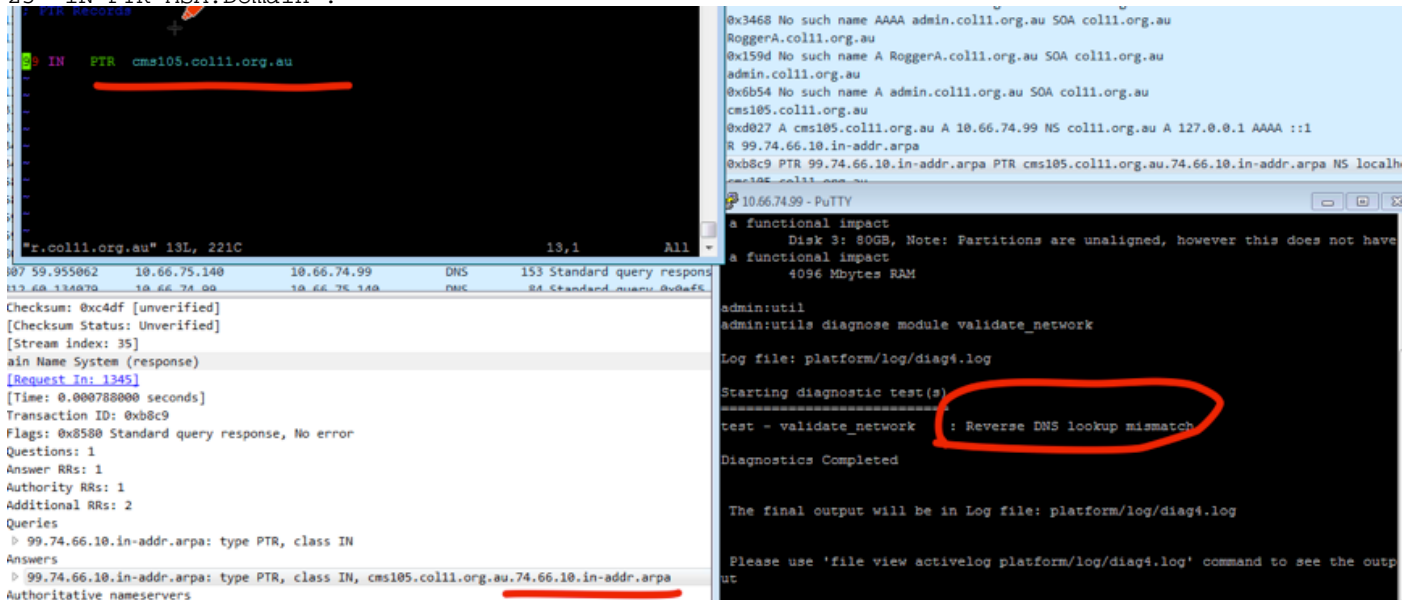 ; PTR Records
99 IN PTR cms105.col11.org.au
~
~
~
~
~
~
~
~
~
~
"r.col11.org.au" 13L, 221C 13,1 All
0x3468 No such name AAAA admin.col11.org.au SOA col11.org.au
RoggerA.col11.org.au
0x159d No such name A RoggerA.col11.org.au SOA col11.org.au
admin.col11.org.au
0x6b54 No such name A admin.col11.org.au SOA col11.org.au
cms105.col11.org.au
0xd027 A cms105.col11.org.au A 10.66.74.99 NS col11.org.au A 127.0.0.1 AAAA ::1
R 99.74.66.10.in-addr.arpa
0xb8c9 PTR 99.74.66.10.in-addr.arpa PTR cms105.col11.org.au.74.66.10.in-addr.arpa NS localh
cms105.col11.org.au
307 59.955062 10.66.75.140 10.66.74.99 DNS 153 Standard query respons
312 60.134079 10.66.74.99 10.66.75.140 DNS 84 Standard query 0x0ef5
Checksum: 0xc4df [unverified]
[Checksum Status: Unverified]
[Stream index: 35]
ain Name System (response)
[Request In: 1345]
[Time: 0.000788000 seconds]
Transaction ID: 0xb8c9
Flags: 0x8580 Standard query response, No error
Questions: 1
Answer RRs: 1
Authority RRs: 1
Additional RRs: 2
Queries
99.74.66.10.in-addr.arpa: type PTR, class IN
Answers
99.74.66.10.in-addr.arpa: type PTR, class IN, cms105.col11.org.au.74.66.10.in-addr.arpa
Authoritative nameservers
10.66.74.99 - PuTTY
a functional impact
Disk 3: 80GB, Note: Partitions are unaligned, however this does not have
a functional impact
4096 Mbytes RAM
admin:util
admin:utils diagnose module validate_network
Log file: platform/log/diag4.log
Starting diagnostic test(s)
===========================
test - validate_network : Reverse DNS lookup mismatch
Diagnostics Completed
The final output will be in Log file: platform/log/diag4.log
Please use 'file view activelog platform/log/diag4.log' command to see the outp
ut